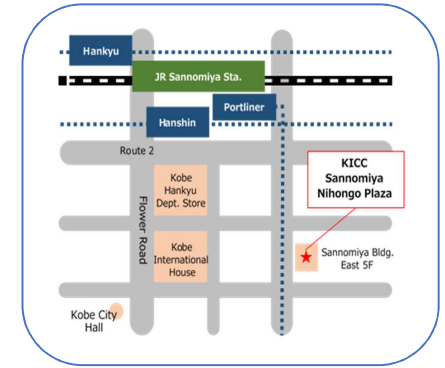 Hankyu
JR Sannomiya Sta.
Portliner
Hanshin
Route 2
KICC
Sannomiya
Nihongo Plaza
Kobe
Hankyu
Dept. Store
Flower Road
Kobe
International
House
Sannomiya Bldg.
East 5F
Kobe City
Hall